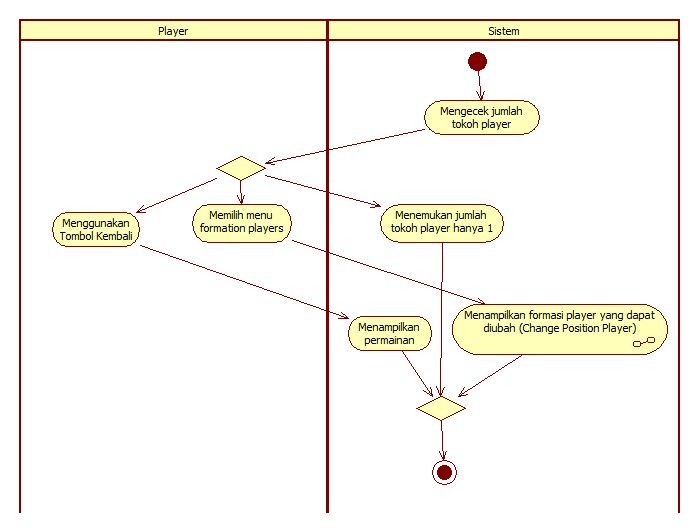 Player
Sistem
Mengecek jumlah
tokoh player
Menggunakan
Tombol Kembali
Memilih menu
formation players
Menemukan jumlah
tokoh player hanya 1
Menampilkan
permainan
Menampilkan formasi player yang dapat
diubah (Change Position Player)